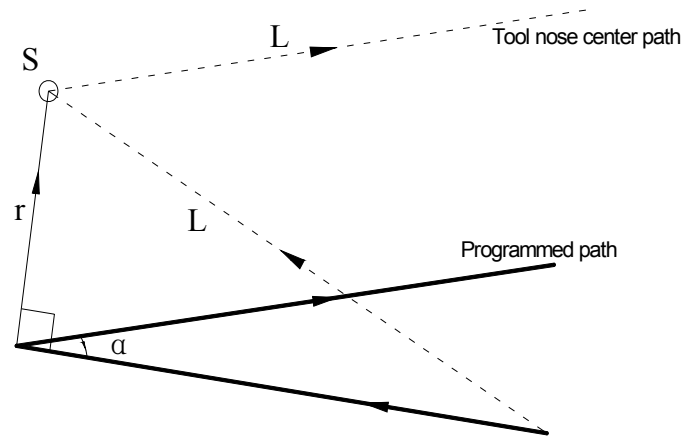 L
Tool nose center path
S
r
L
Programmed path
α